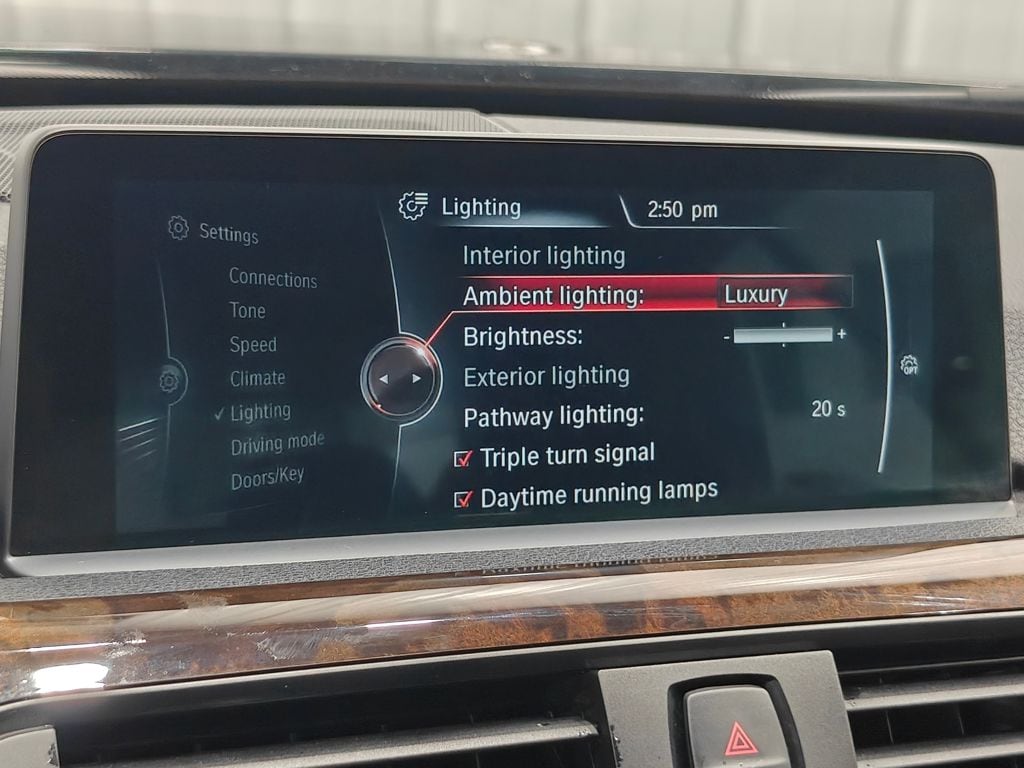 Settings
Connections
Tone
Speed
Climate
Lighting
Driving mode
Doors/Key
Lighting
2:50 pm
Interior lighting
Ambient lighting: Luxury
Brightness: - +
Exterior lighting
Pathway lighting: 20 s
Triple turn signal
Daytime running lamps
OPT